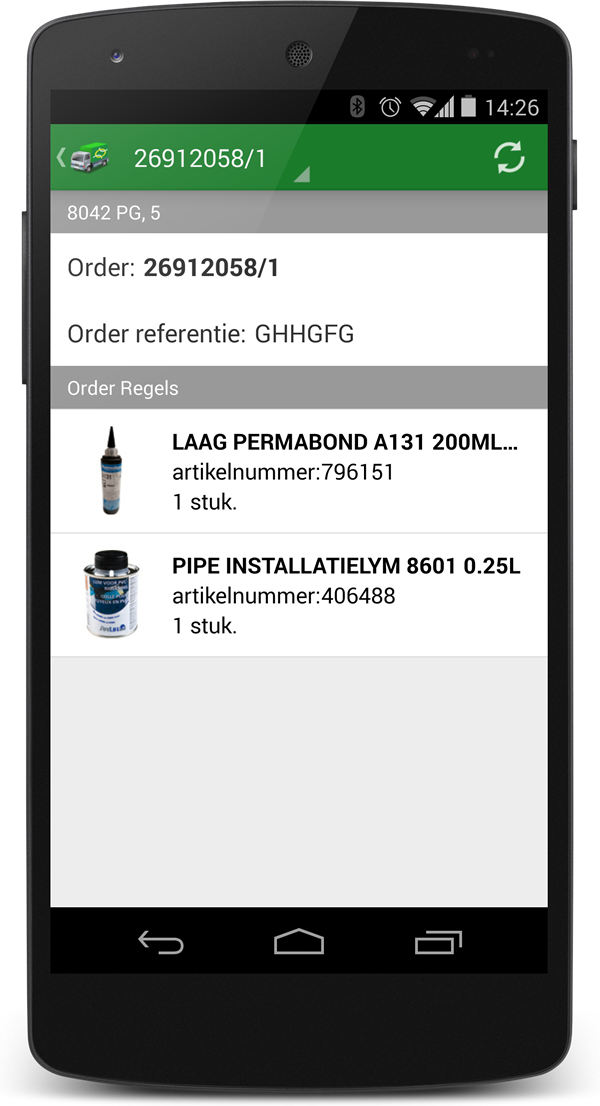 14:26
26912058/1
8042 PG, 5
Order: 26912058/1
Order referentie: GHHGFG
Order Regels
LAAG PERMABOND A131 200ML...
artikelnummer:796151
1 stuk.
PIPE INSTALLATIELYM 8601 0.25L
artikelnummer:406488
1 stuk.